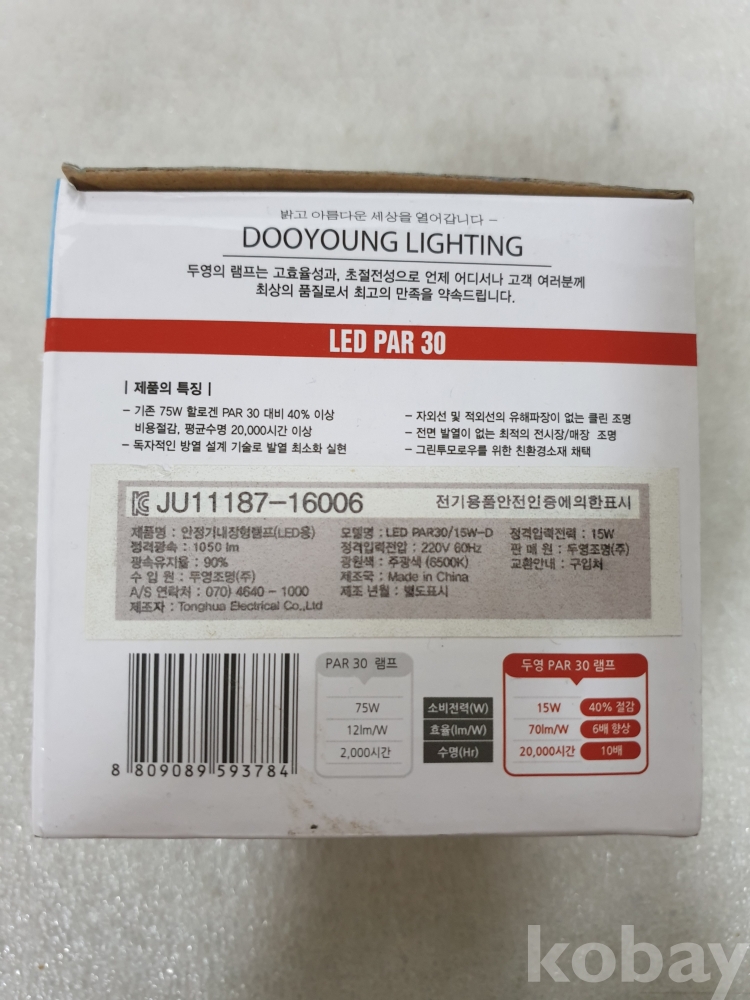 밝고 아름다운 세상을 열어갑니다 –
DOOYOUNG LIGHTING
두영의 램프는 고효율성과, 초절전성으로 언제 어디서나 고객 여러분께
최상의 품질로서 최고의 만족을 약속드립니다.
LED PAR 30
| 제품의 특징 |
– 기존 75W 할로겐 PAR 30 대비 40% 이상
비용절감, 평균수명 20,000시간 이상
– 독자적인 방열 설계 기술로 발열 최소화 실현
– 자외선 및 적외선의 유해파장이 없는 클린 조명
– 전면 발열이 없는 최적의 전시장/매장 조명
– 그린투모로우를 위한 친환경소재 채택
KC JU11187-16006 전기용품안전인증에의한표시
제품명 : 안정기내장형램프(LED용) 모델명 : LED PAR30/15W-D 정격입력전력 : 15W
정격광속 : 1050 lm 정격입력전압 : 220V 60Hz 판 매 원 : 두영조명(주)
광속유지율 : 90% 광원색 : 주광색 (6500K) 교환안내 : 구입처
수 입 원 : 두영조명(주) 제조국 : Made in China
A/S 연락처 : 070) 4640 - 1000 제조 년월 : 별도표시
제조자 : Tonghua Electrical Co.,Ltd
PAR 30 램프 두영 PAR 30 램프
75W 소비전력(W) 15W 40% 절감
12lm/W 효율(lm/W) 70lm/W 6배 향상
2,000시간 수명(Hr) 20,000시간 10배
8 809089 593784
kobay